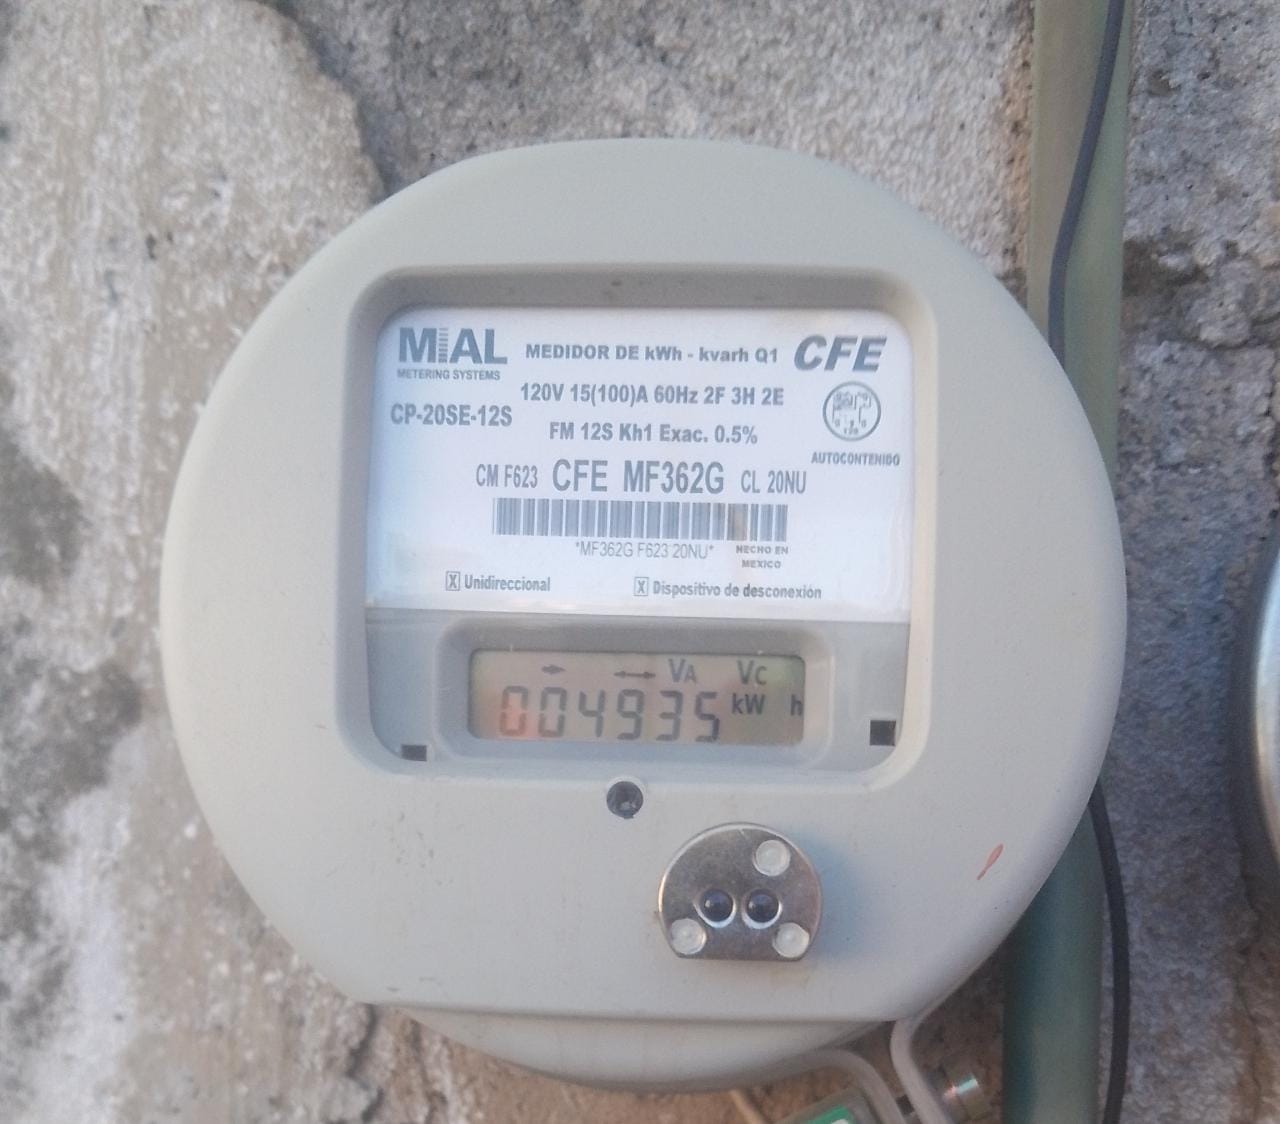 MIAL MEDIDOR DE kWh - kvarh Q1 CFE
METERING SYSTEMS
120V 15(100)A 60Hz 2F 3H 2E
CP-20SE-12S
FM 12S Kh1 Exac. 0.5%
AUTOCONTENIDO
CM F623 CFE MF362G CL 20NU
*MF362G F623 20NU* HECHO EN
MEXICO
X Unidireccional X Dispositivo de desconexión
VA VC
004935 kW h